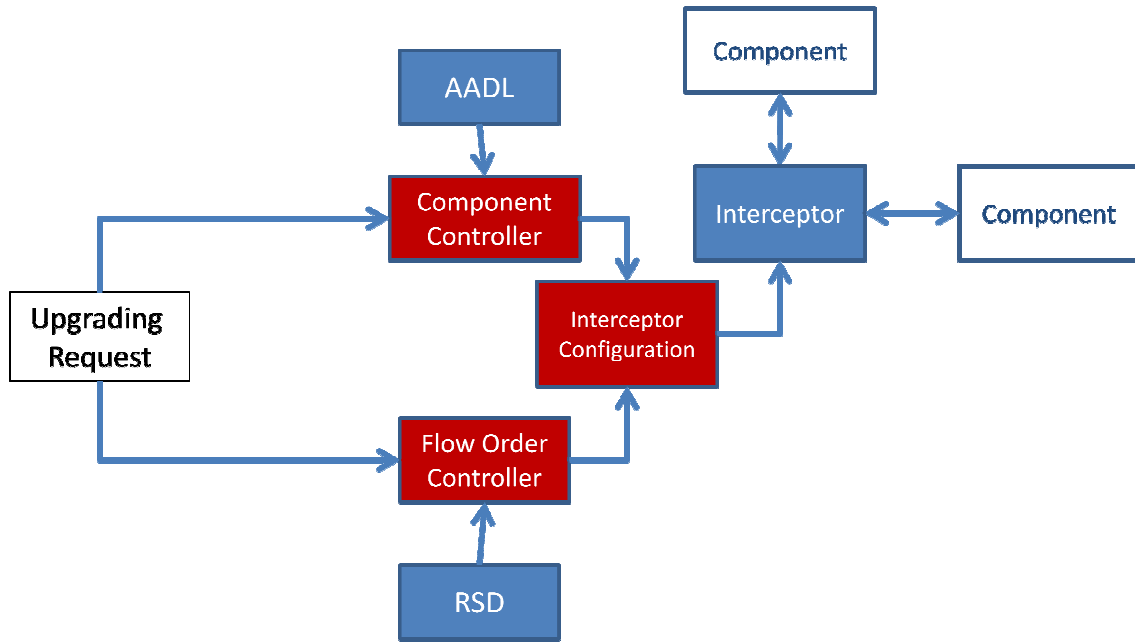 Component
AADL
Component
Controller
Interceptor
Component
Upgrading
Request
Interceptor
Configuration
Flow Order
Controller
RSD